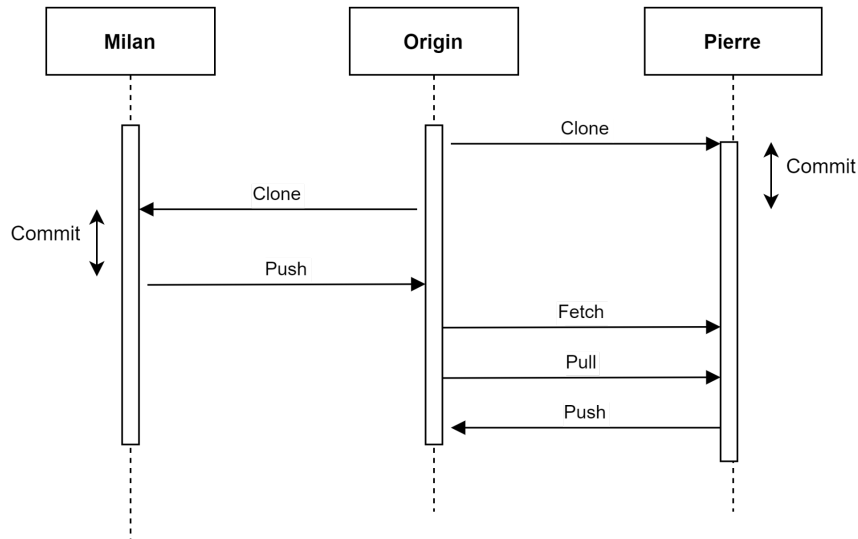 Milan
Origin
Pierre
Clone
Commit
Clone
Commit
Push
Fetch
Pull
Push